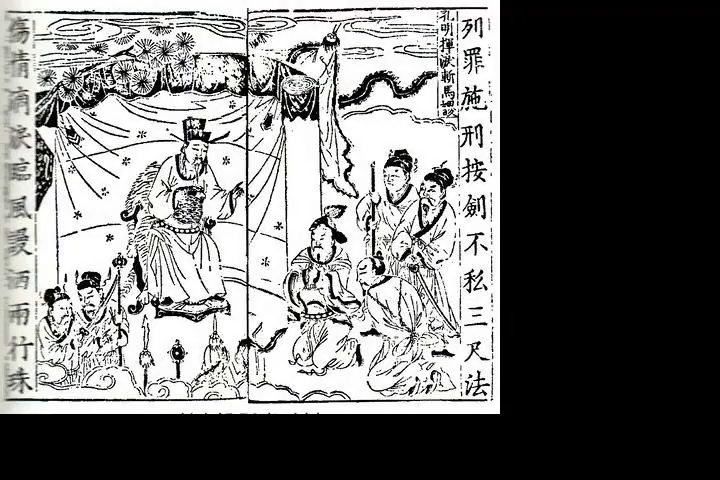 列罪施刑按劍不私三尺法
孔明揮淚斬馬謖
傷情滴淚臨風謾洒兩行珠